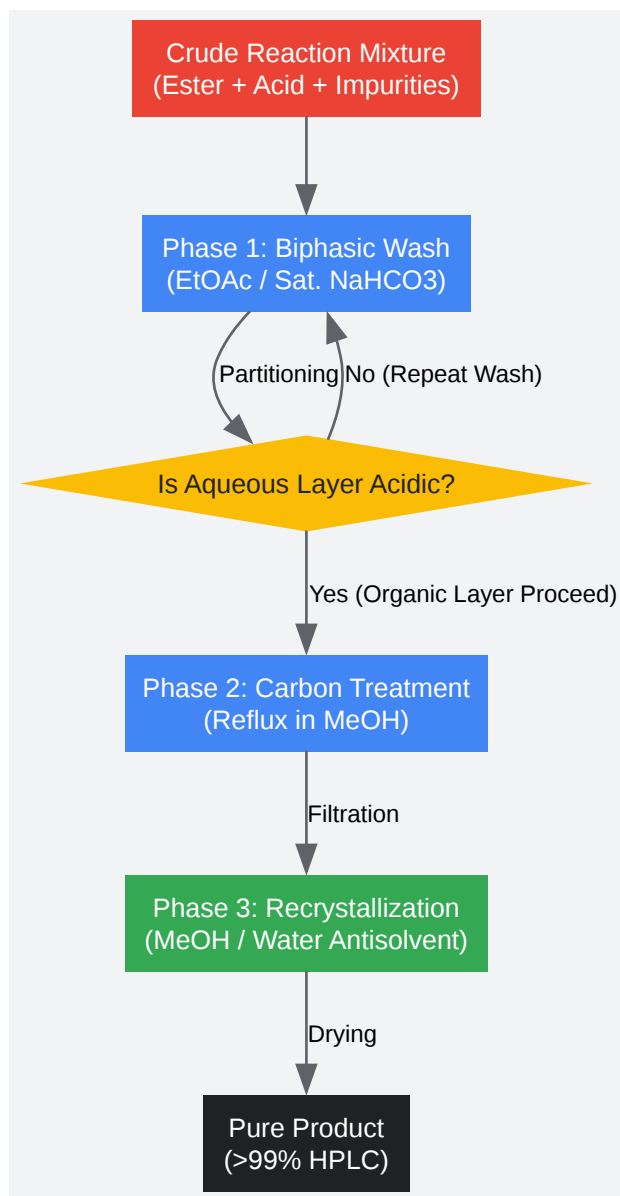 Crude Reaction Mixture
(Ester + Acid + Impurities)
Phase 1: Biphasic Wash
(EtOAc / Sat. NaHCO3)
Partitioning
No (Repeat Wash)
Is Aqueous Layer Acidic?
Yes (Organic Layer Proceed)
Phase 2: Carbon Treatment
(Reflux in MeOH)
Filtration
Phase 3: Recrystallization
(MeOH / Water Antisolvent)
Drying
Pure Product
(>99% HPLC)